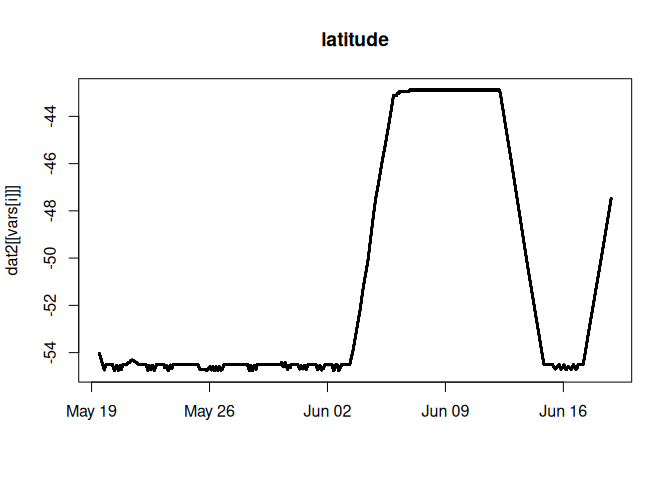 latitude
dat2[[vars[i]]]
-44
-46
-48
-50
-52
-54
May 19
May 26
Jun 02
Jun 09
Jun 16